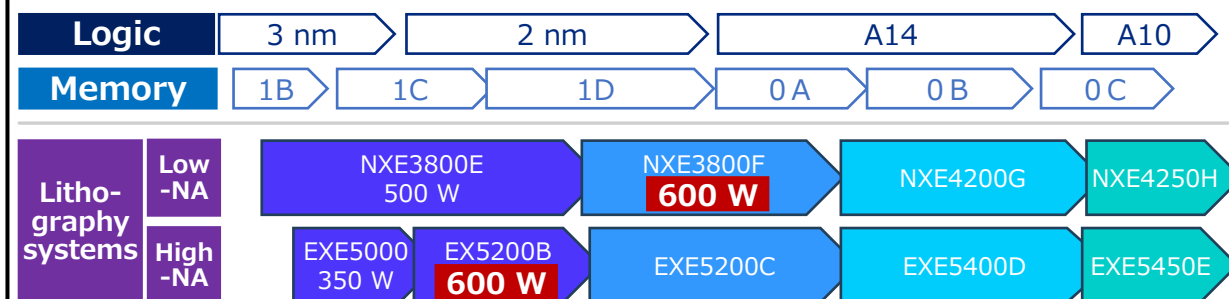 Logic 3 nm 2 nm A14 A10
Memory 1B 1C 1D 0A 0B 0C
Litho-
graphy
systems
Low
-NA
NXE3800E
500 W
NXE3800F
600 W
NXE4200G
NXE4250H
High
-NA
EXE5000
350 W
EX5200B
600 W
EXE5200C
EXE5400D
EXE5450E